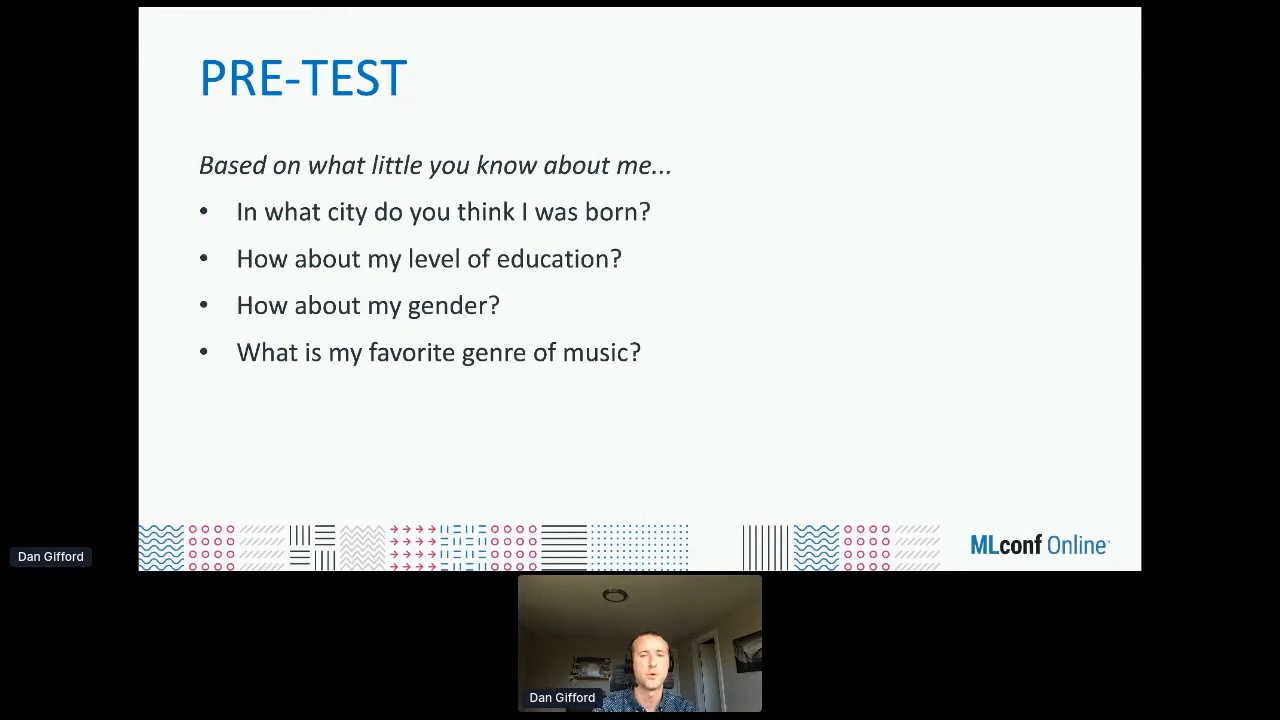 PRE-TEST
Based on what little you know about me...
• In what city do you think I was born?
• How about my level of education?
• How about my gender?
• What is my favorite genre of music?
MLconf Online
Dan Gifford
Dan Gifford